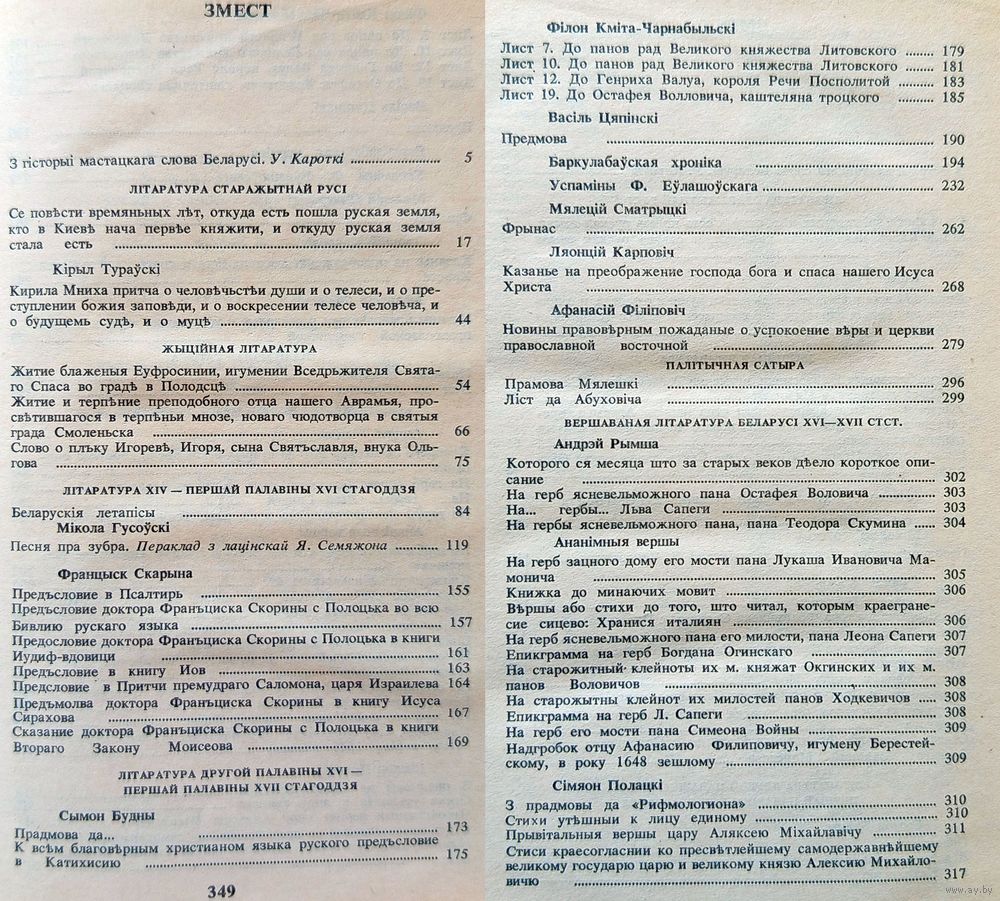 ЗМЕСТ
З гісторыі мастацкага слова Беларусі. У. Кароткі ..................... 5
ЛІТАРАТУРА СТАРАЖЫТНАЙ РУСІ
Се повѣсти времяньных лѣт, откуда есть пошла руская земля,
кто в Киевѣ нача первѣе княжити, и откуду руская земля
стала есть ..................... 17
Кірыл Тураўскі
Кирила Мниха притча о человѣчьстѣи души и о телеси, и о пре-
ступлении божия заповеди, и о воскресении телесе человѣча, и
о будущемь судѣ, и о муцѣ ..................... 44
ЖЫЦІЙНАЯ ЛІТАРАТУРА
Житие блаженыя Еуфросинии, игумении Вседрьжителя Свята-
го Спаса во градѣ в Полодсцѣ ..................... 54
Житие и терпѣние преподобного отца нашего Аврамья, про-
свѣтившагося в терпѣньи мнозе, новаго чюдотворца в святыя
града Смоленьска ..................... 66
Слово о плъку Игоревѣ, Игоря, сына Святъславля, внука Оль-
гова ..................... 75
ЛІТАРАТУРА XIV — ПЕРШАЙ ПАЛАВІНЫ XVI СТАГОДДЗЯ
Беларускія летапісы ..................... 84
Мікола Гусоўскі
Песня пра зубра. Пераклад з лацінскай Я. Семяжона ........... 119
Францыск Скарына
Предъсловие в Псалтирь ..................... 155
Предъсловие доктора Франъциска Скорины с Полоцька во всю
Библию рускаго языка ..................... 157
Предословие доктора Франъциска Скорины с Полоцька в книги
Иудиф-вдовици ..................... 161
Предъсловие в книгу Иов ..................... 163
Предсловие в Притчи премудраго Саломона, царя Израилева 164
Предъмолва доктора Франъциска Скорины в книгу Исуса
Сирахова ..................... 167
Сказание доктора Франъциска Скорины с Полоцька в книги
Втораго Закону Моисеова ..................... 169
ЛІТАРАТУРА ДРУГОЙ ПАЛАВІНЫ XVI —
ПЕРШАЙ ПАЛАВІНЫ XVII СТАГОДДЗЯ
Сымон Будны
Прадмова да... ..................... 173
К всѣм благовѣрным христианом языка руского предъсловие
в Катихисию ..................... 175
349
Філон Кміта-Чарнабыльскі
Лист 7. До панов рад Великого княжества Литовского ........ 179
Лист 10. До панов рад Великого княжества Литовского ........ 181
Лист 12. До Генриха Валуа, короля Речи Посполитой ........ 183
Лист 19. До Остафея Волловича, каштеляна троцкого .......... 185
Васіль Цяпінскі
Предмова ..................... 190
Баркулабаўская хроніка ..................... 194
Успаміны Ф. Еўлашоўскага ..................... 232
Мялецій Сматрыцкі
Фрынас ..................... 262
Ляонцій Карповіч
Казанье на преображение господа бога и спаса нашего Исуса
Христа ..................... 268
Афанасій Філіповіч
Новины правовѣрным пожаданые о успокоение вѣры и церкви
православной восточной ..................... 279
ПАЛІТЫЧНАЯ САТЫРА
Прамова Мялешкі ..................... 296
Ліст да Абуховіча ..................... 299
ВЕРШАВАНАЯ ЛІТАРАТУРА БЕЛАРУСІ XVI—XVII СТСТ.
Андрэй Рымша
Которого ся месяца што за старых веков дѣело короткое опи-
сание ..................... 302
На герб ясневельможного пана Остафея Воловича ............ 303
На... гербы... Льва Сапеги ..................... 303
На гербы ясневельможного пана, пана Теодора Скумина ... 304
Ананімныя вершы
На герб зацного дому его мости пана Лукаша Ивановича Ма-
монича ..................... 305
Книжка до минаючих мовит ..................... 306
Вѣршы або стихи до того, што читал, которым краегране-
сие сицево: Хранися италиян ..................... 306
На герб ясневельможного пана его милости, пана Леона Сапеги 307
Епикграмма на герб Богдана Огинскаго ..................... 307
На старожитный клейноты их м. княжат Окгинских и их м.
панов Воловичов ..................... 308
На старожытны клейнот их милостей панов Ходкевичов ..... 308
Епикграмма на герб Л. Сапеги ..................... 308
На герб его мости пана Симеона Войны ..................... 309
Надгробок отцу Афанасию Филиповичу, игумену Берестей-
скому, в року 1648 зешлому ..................... 309
Сімяон Полацкі
З прадмовы да «Рифмологиона» ..................... 310
Стихи утѣшныи к лицу единому ..................... 310
Прывітальныя вершы цару Аляксею Міхайлавічу ............ 311
Стиси краесогласнии ко пресвѣтлейшему самодержавнѣйшему
великому государю царю и великому князю Алексию Михайло-
вичю ..................... 317
www.ay.by